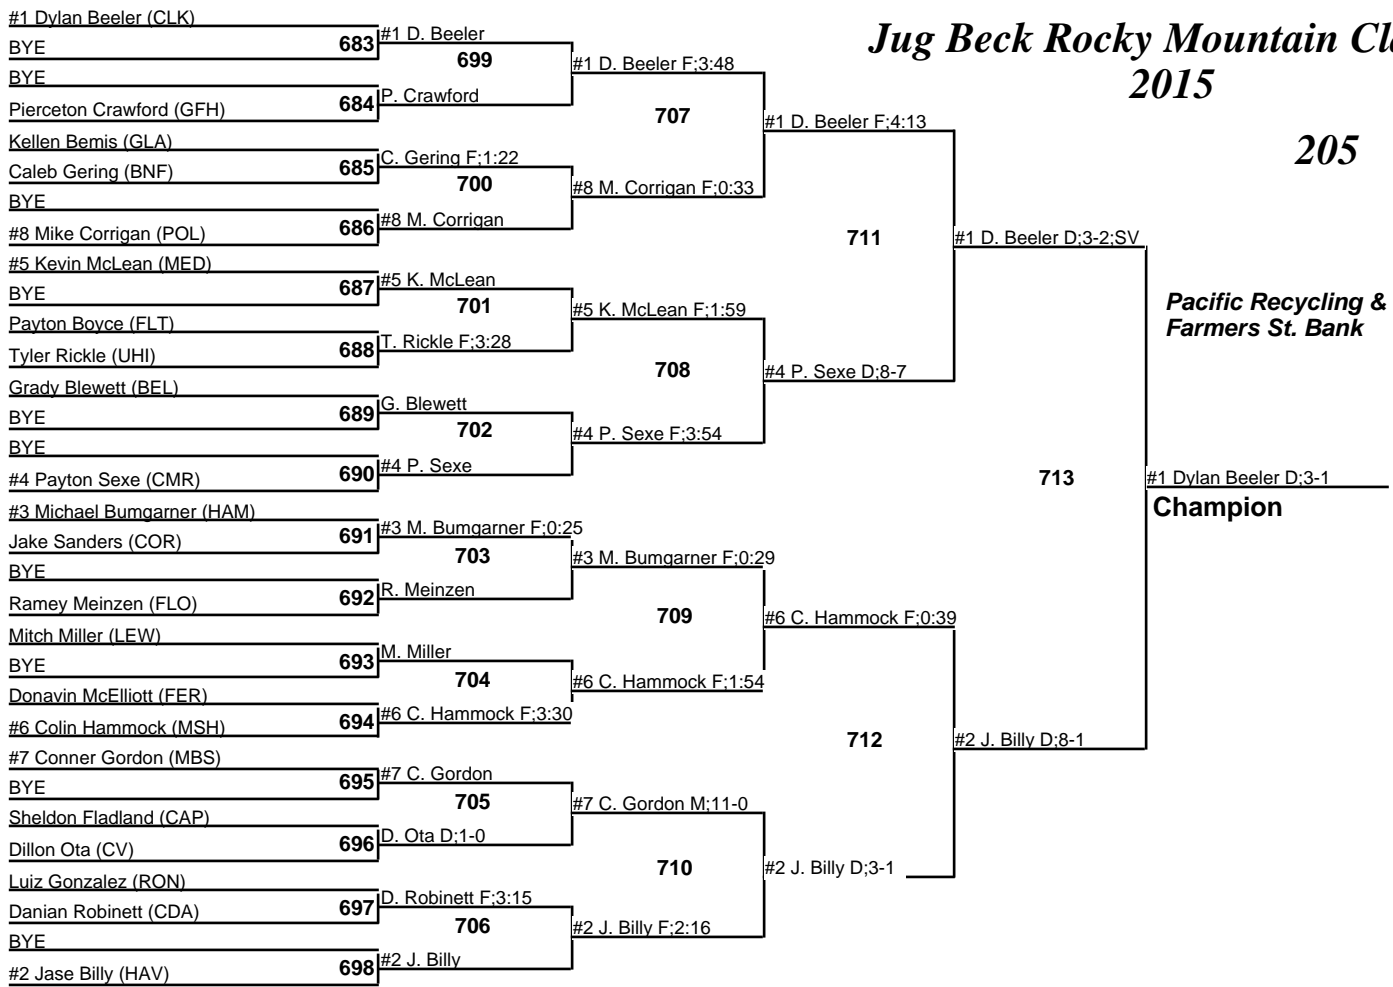 Jug Beck Rocky Mountain Cla
2015
205
#1 Dylan Beeler (CLK)
BYE
683
BYE
Pierceton Crawford (GFH)
684
Kellen Bemis (GLA)
Caleb Gering (BNF)
685
BYE
#8 Mike Corrigan (POL)
686
#5 Kevin McLean (MED)
BYE
687
Payton Boyce (FLT)
Tyler Rickle (UHI)
688
Grady Blewett (BEL)
BYE
689
BYE
#4 Payton Sexe (CMR)
690
#3 Michael Bumgarner (HAM)
Jake Sanders (COR)
691
BYE
Ramey Meinzen (FLO)
692
Mitch Miller (LEW)
BYE
693
Donavin McElliott (FER)
#6 Colin Hammock (MSH)
694
#7 Conner Gordon (MBS)
BYE
695
Sheldon Fladland (CAP)
Dillon Ota (CV)
696
Luiz Gonzalez (RON)
Danian Robinett (CDA)
697
BYE
#2 Jase Billy (HAV)
698
#1 D. Beeler
699
P. Crawford
C. Gering F;1:22
700
#8 M. Corrigan
#5 K. McLean
701
T. Rickle F;3:28
G. Blewett
702
#4 P. Sexe
#3 M. Bumgarner F;0:25
703
R. Meinzen
M. Miller
704
#6 C. Hammock F;3:30
#7 C. Gordon
705
D. Ota D;1-0
D. Robinett F;3:15
706
#2 J. Billy
#1 D. Beeler F;3:48
707
#8 M. Corrigan F;0:33
#5 K. McLean F;1:59
708
#4 P. Sexe F;3:54
#3 M. Bumgarner F;0:29
709
#6 C. Hammock F;1:54
#7 C. Gordon M;11-0
710
#2 J. Billy F;2:16
#1 D. Beeler F;4:13
711
#4 P. Sexe D;8-7
#6 C. Hammock F;0:39
712
#2 J. Billy D;3-1
#1 D. Beeler D;3-2;SV
713
#2 J. Billy D;8-1
Pacific Recycling &
Farmers St. Bank
#1 Dylan Beeler D;3-1
Champion